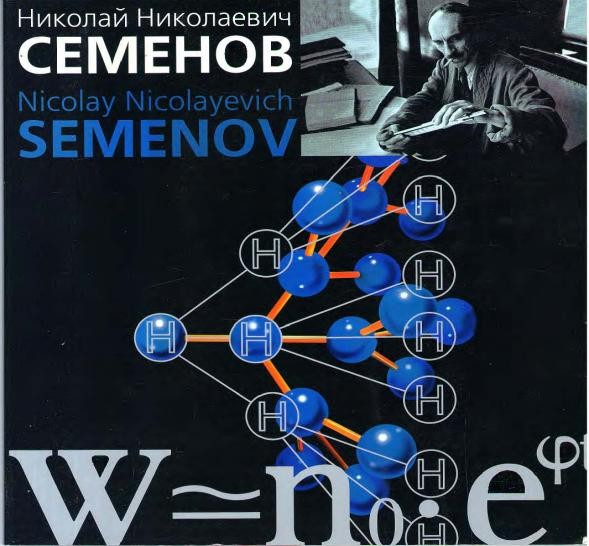 Николай Николаевич
СЕМЕНОВ
Nicolay Nicolayevich
SEMENOV
H
H
H
H H H
H
H
H
H
W≈n₀·e^φt